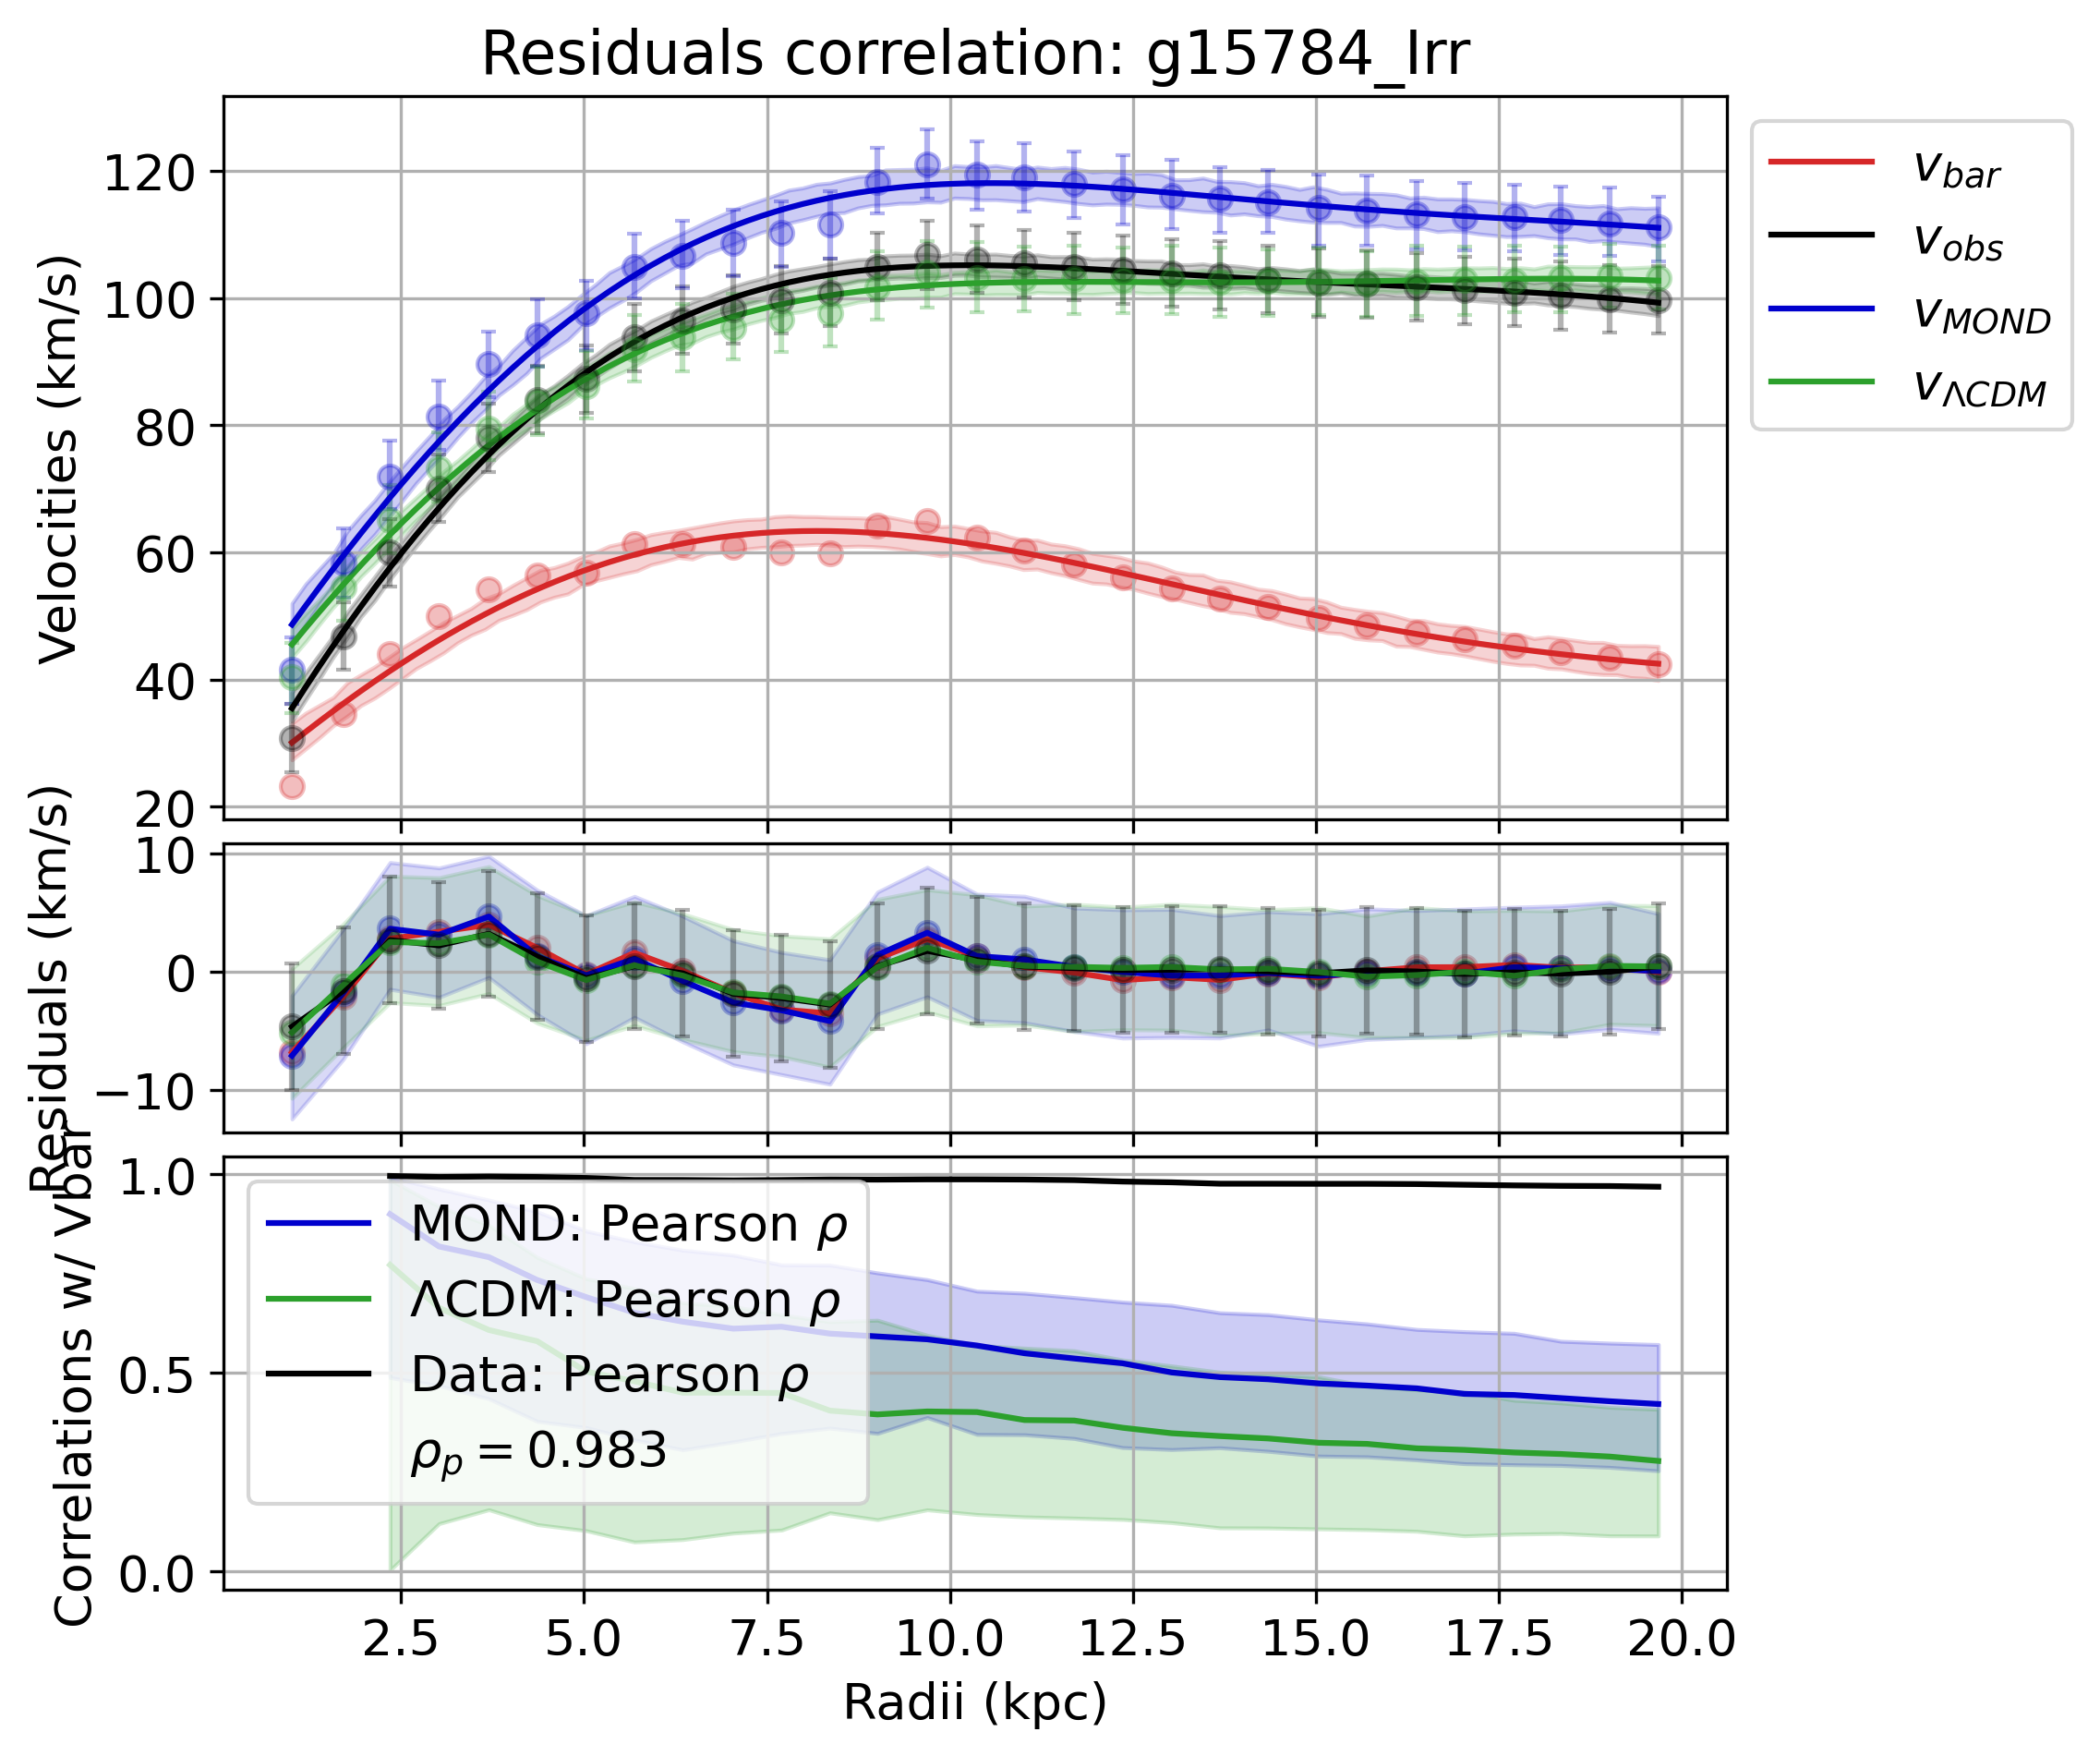 Residuals correlation: g15784_Irr
Velocities (km/s)
120
100
80
60
40
20
v_bar
v_obs
v_MOND
v_ΛCDM
Residuals (km/s)
10
0
−10
Correlations w/ Vbar
1.0
0.5
0.0
MOND: Pearson ρ
ΛCDM: Pearson ρ
Data: Pearson ρ
ρ_p = 0.983
2.5 5.0 7.5 10.0 12.5 15.0 17.5 20.0
Radii (kpc)